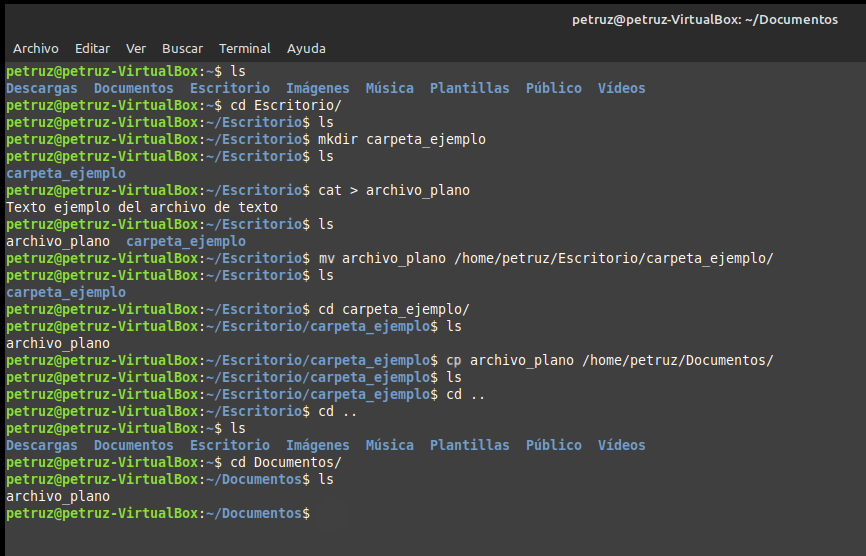 petruz@petruz-VirtualBox: ~/Documentos
Archivo Editar Ver Buscar Terminal Ayuda
petruz@petruz-VirtualBox:~$ ls
Descargas  Documentos  Escritorio  Imágenes  Música  Plantillas  Público  Vídeos
petruz@petruz-VirtualBox:~$ cd Escritorio/
petruz@petruz-VirtualBox:~/Escritorio$ ls
petruz@petruz-VirtualBox:~/Escritorio$ mkdir carpeta_ejemplo
petruz@petruz-VirtualBox:~/Escritorio$ ls
carpeta_ejemplo
petruz@petruz-VirtualBox:~/Escritorio$ cat > archivo_plano
Texto ejemplo del archivo de texto
petruz@petruz-VirtualBox:~/Escritorio$ ls
archivo_plano  carpeta_ejemplo
petruz@petruz-VirtualBox:~/Escritorio$ mv archivo_plano /home/petruz/Escritorio/carpeta_ejemplo/
petruz@petruz-VirtualBox:~/Escritorio$ ls
carpeta_ejemplo
petruz@petruz-VirtualBox:~/Escritorio$ cd carpeta_ejemplo/
petruz@petruz-VirtualBox:~/Escritorio/carpeta_ejemplo$ ls
archivo_plano
petruz@petruz-VirtualBox:~/Escritorio/carpeta_ejemplo$ cp archivo_plano /home/petruz/Documentos/
petruz@petruz-VirtualBox:~/Escritorio/carpeta_ejemplo$ ls
petruz@petruz-VirtualBox:~/Escritorio/carpeta_ejemplo$ cd ..
petruz@petruz-VirtualBox:~/Escritorio$ cd ..
petruz@petruz-VirtualBox:~$ ls
Descargas  Documentos  Escritorio  Imágenes  Música  Plantillas  Público  Vídeos
petruz@petruz-VirtualBox:~$ cd Documentos/
petruz@petruz-VirtualBox:~/Documentos$ ls
archivo_plano
petruz@petruz-VirtualBox:~/Documentos$